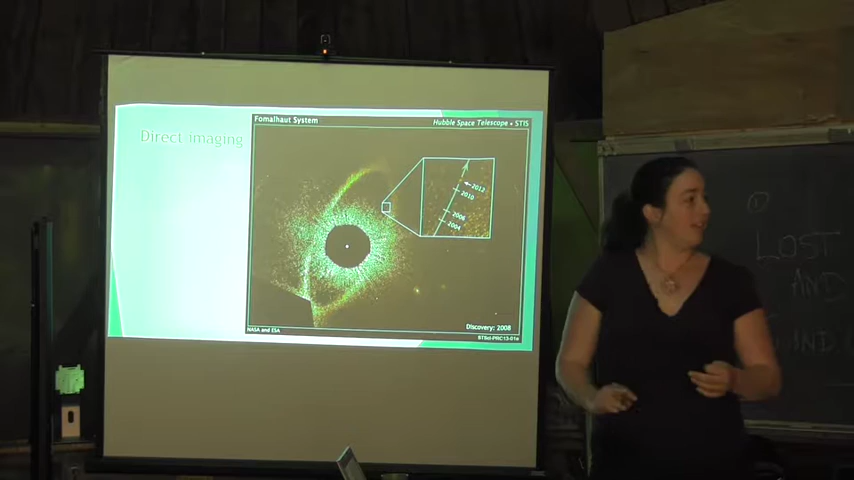 Direct imaging
Fomalhaut System
Hubble Space Telescope • STIS
2012
2010
2006
2004
Discovery: 2008
NASA and ESA
STScI-PRC13-01a
1
LOST
AND